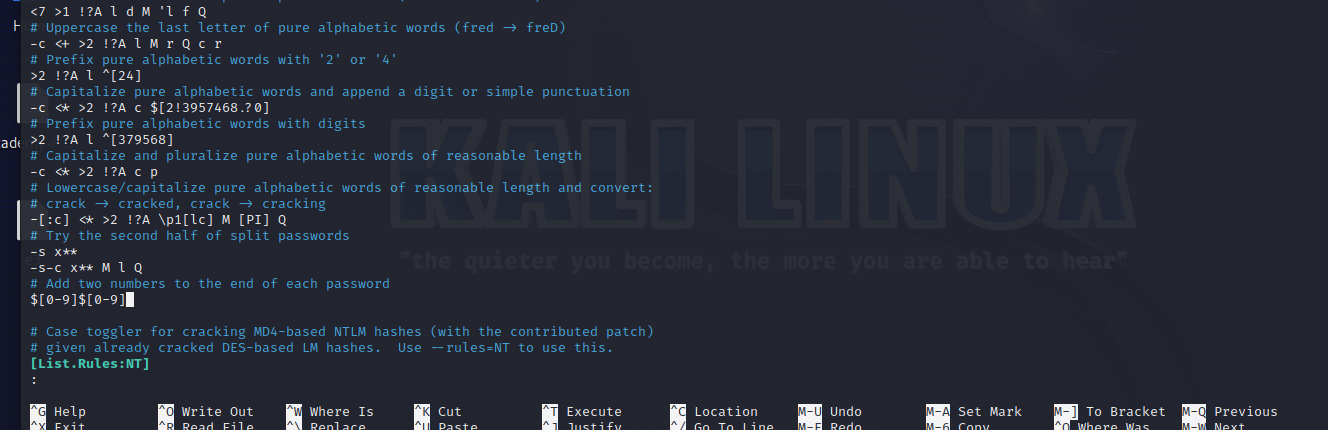 <7 >1 !?A l d M 'l f Q
# Uppercase the last letter of pure alphabetic words (fred -> freD)
-c <+ >2 !?A l M r Q c r
# Prefix pure alphabetic words with '2' or '4'
>2 !?A l ^[24]
# Capitalize pure alphabetic words and append a digit or simple punctuation
-c <* >2 !?A c $[2!3957468.?0]
# Prefix pure alphabetic words with digits
>2 !?A l ^[379568]
# Capitalize and pluralize pure alphabetic words of reasonable length
-c <* >2 !?A c p
# Lowercase/capitalize pure alphabetic words of reasonable length and convert:
# crack -> cracked, crack -> cracking
-[:c] <* >2 !?A \p1[lc] M [PI] Q
# Try the second half of split passwords
-s x**
-s-c x** M l Q
# Add two numbers to the end of each password
$[0-9]$[0-9]
# Case toggler for cracking MD4-based NTLM hashes (with the contributed patch)
# given already cracked DES-based LM hashes.  Use --rules=NT to use this.
[List.Rules:NT]
:
KALI LINUX
"the quieter you become, the more you are able to hear"
^G Help ^O Write Out ^W Where Is ^K Cut ^T Execute ^C Location M-U Undo M-A Set Mark M-] To Bracket M-Q Previous
^X Exit ^R Read File ^\ Replace ^U Paste ^J Justify ^/ Go To Line M-E Redo M-6 Copy ^Q Where Was M-W Next